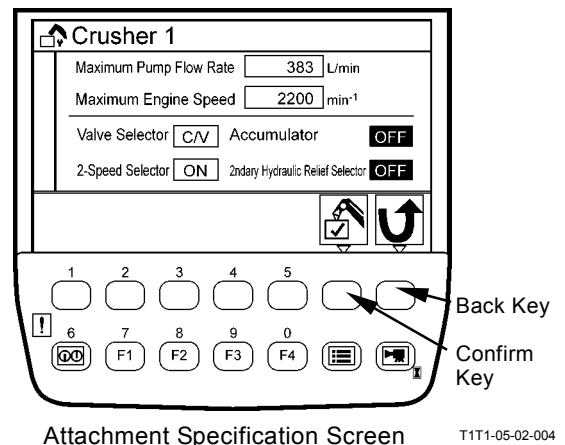 Crusher 1
Maximum Pump Flow Rate 383 L/min
Maximum Engine Speed 2200 min-1
Valve Selector C/V Accumulator OFF
2-Speed Selector ON 2ndary Hydraulic Relief Selector OFF
1 2 3 4 5
Back Key
! 6 7 8 9 0
F1 F2 F3 F4
Confirm
Key
Attachment Specification Screen
T1T1-05-02-004